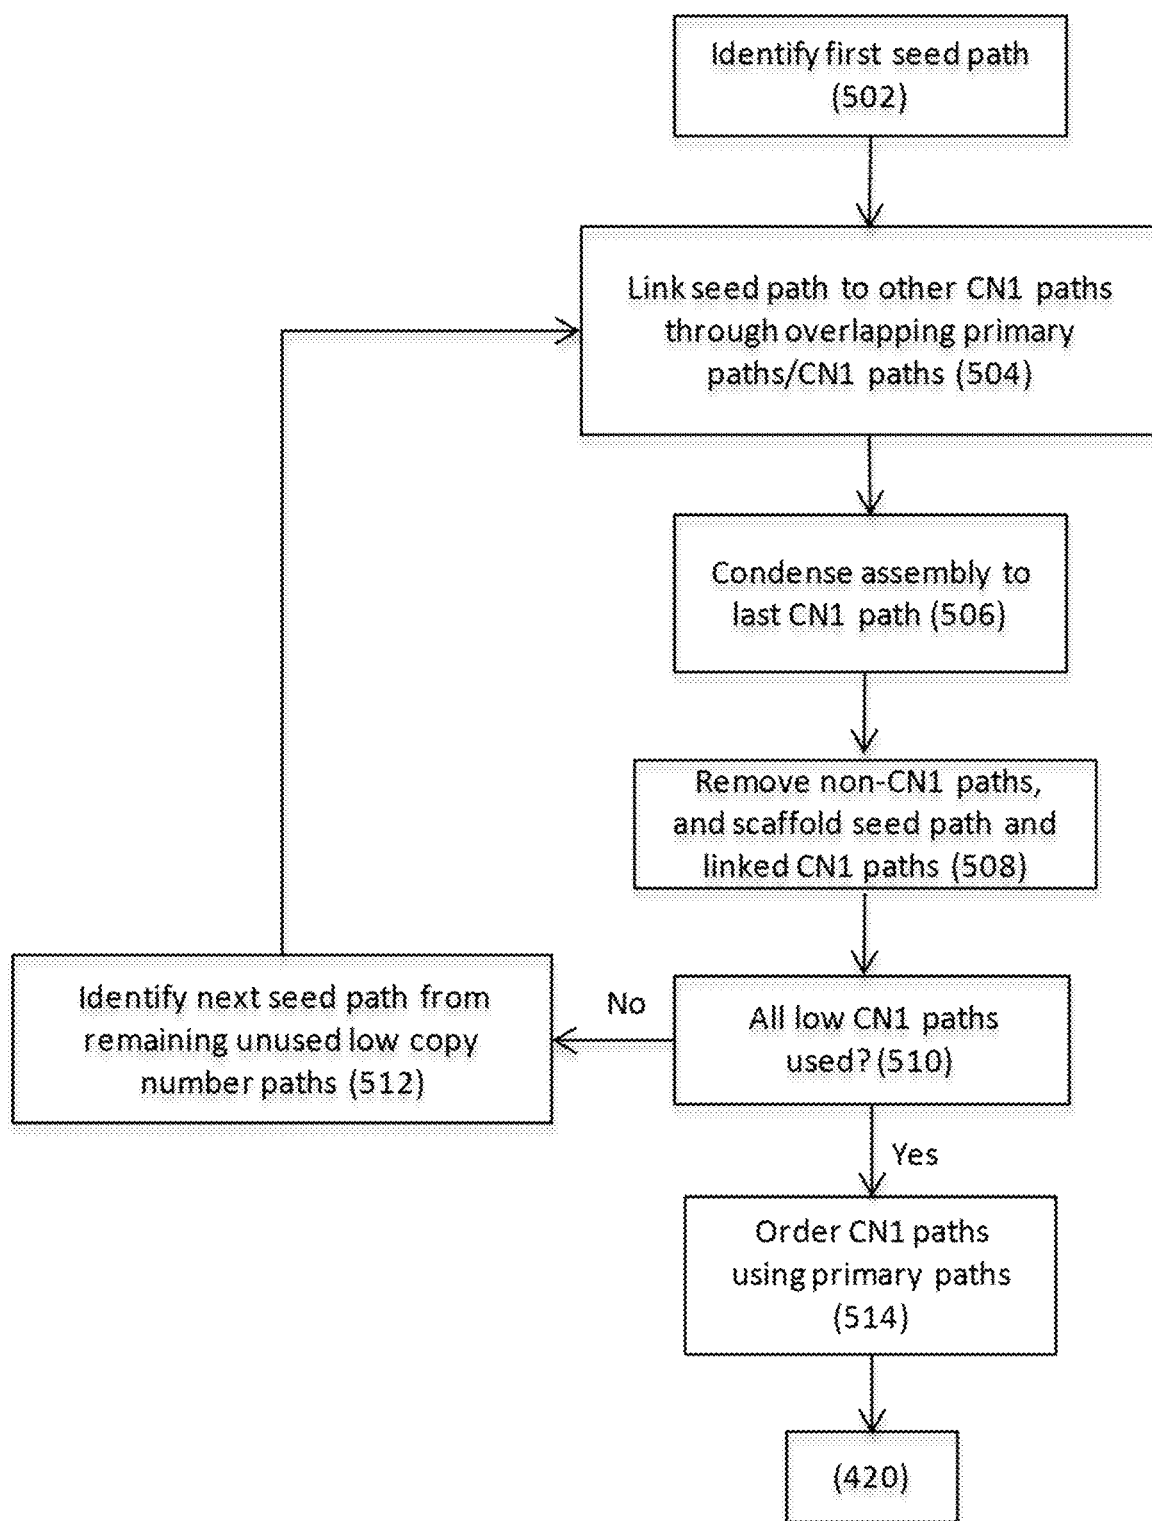 Identify first seed path
(502)
Link seed path to other CN1 paths
through overlapping primary
paths/CN1 paths (504)
Condense assembly to
last CN1 path (506)
Remove non-CN1 paths,
and scaffold seed path and
linked CN1 paths (508)
All low CN1 paths
used? (510)
No
Identify next seed path from
remaining unused low copy
number paths (512)
Yes
Order CN1 paths
using primary paths
(514)
(420)